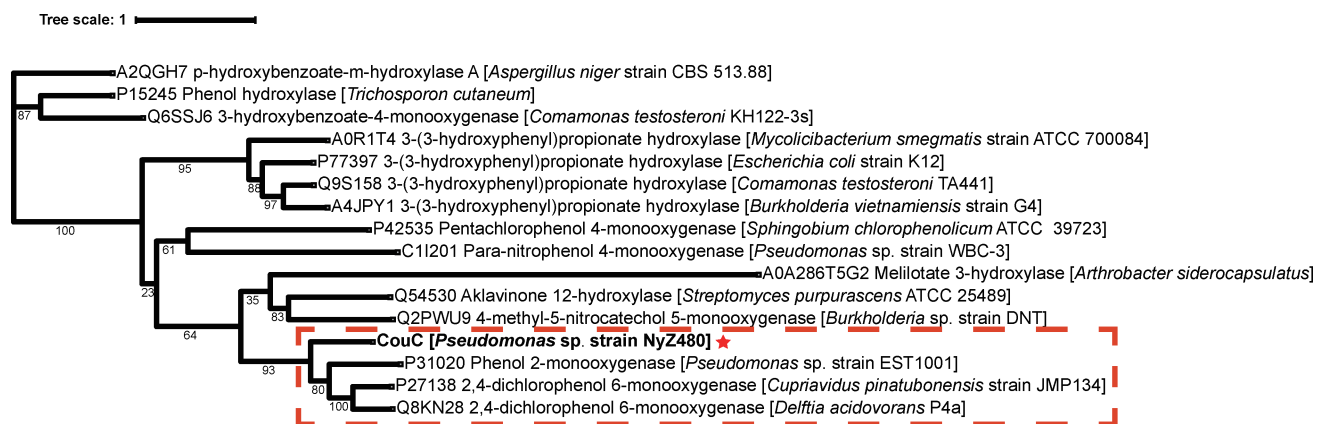 Tree scale: 1
A2QGH7 p-hydroxybenzoate-m-hydroxylase A [Aspergillus niger strain CBS 513.88]
P15245 Phenol hydroxylase [Trichosporon cutaneum]
87
Q6SSJ6 3-hydroxybenzoate-4-monooxygenase [Comamonas testosteroni KH122-3s]
A0R1T4 3-(3-hydroxyphenyl)propionate hydroxylase [Mycolicibacterium smegmatis strain ATCC 700084]
95
P77397 3-(3-hydroxyphenyl)propionate hydroxylase [Escherichia coli strain K12]
88
Q9S158 3-(3-hydroxyphenyl)propionate hydroxylase [Comamonas testosteroni TA441]
97
A4JPY1 3-(3-hydroxyphenyl)propionate hydroxylase [Burkholderia vietnamiensis strain G4]
100
P42535 Pentachlorophenol 4-monooxygenase [Sphingobium chlorophenolicum ATCC 39723]
61
C1I201 Para-nitrophenol 4-monooxygenase [Pseudomonas sp. strain WBC-3]
A0A286T5G2 Melilotate 3-hydroxylase [Arthrobacter siderocapsulatus]
23
35
Q54530 Aklavinone 12-hydroxylase [Streptomyces purpurascens ATCC 25489]
83
Q2PWU9 4-methyl-5-nitrocatechol 5-monooxygenase [Burkholderia sp. strain DNT]
64
CouC [Pseudomonas sp. strain NyZ480]
93
P31020 Phenol 2-monooxygenase [Pseudomonas sp. strain EST1001]
80
P27138 2,4-dichlorophenol 6-monooxygenase [Cupriavidus pinatubonensis strain JMP134]
100
Q8KN28 2,4-dichlorophenol 6-monooxygenase [Delftia acidovorans P4a]